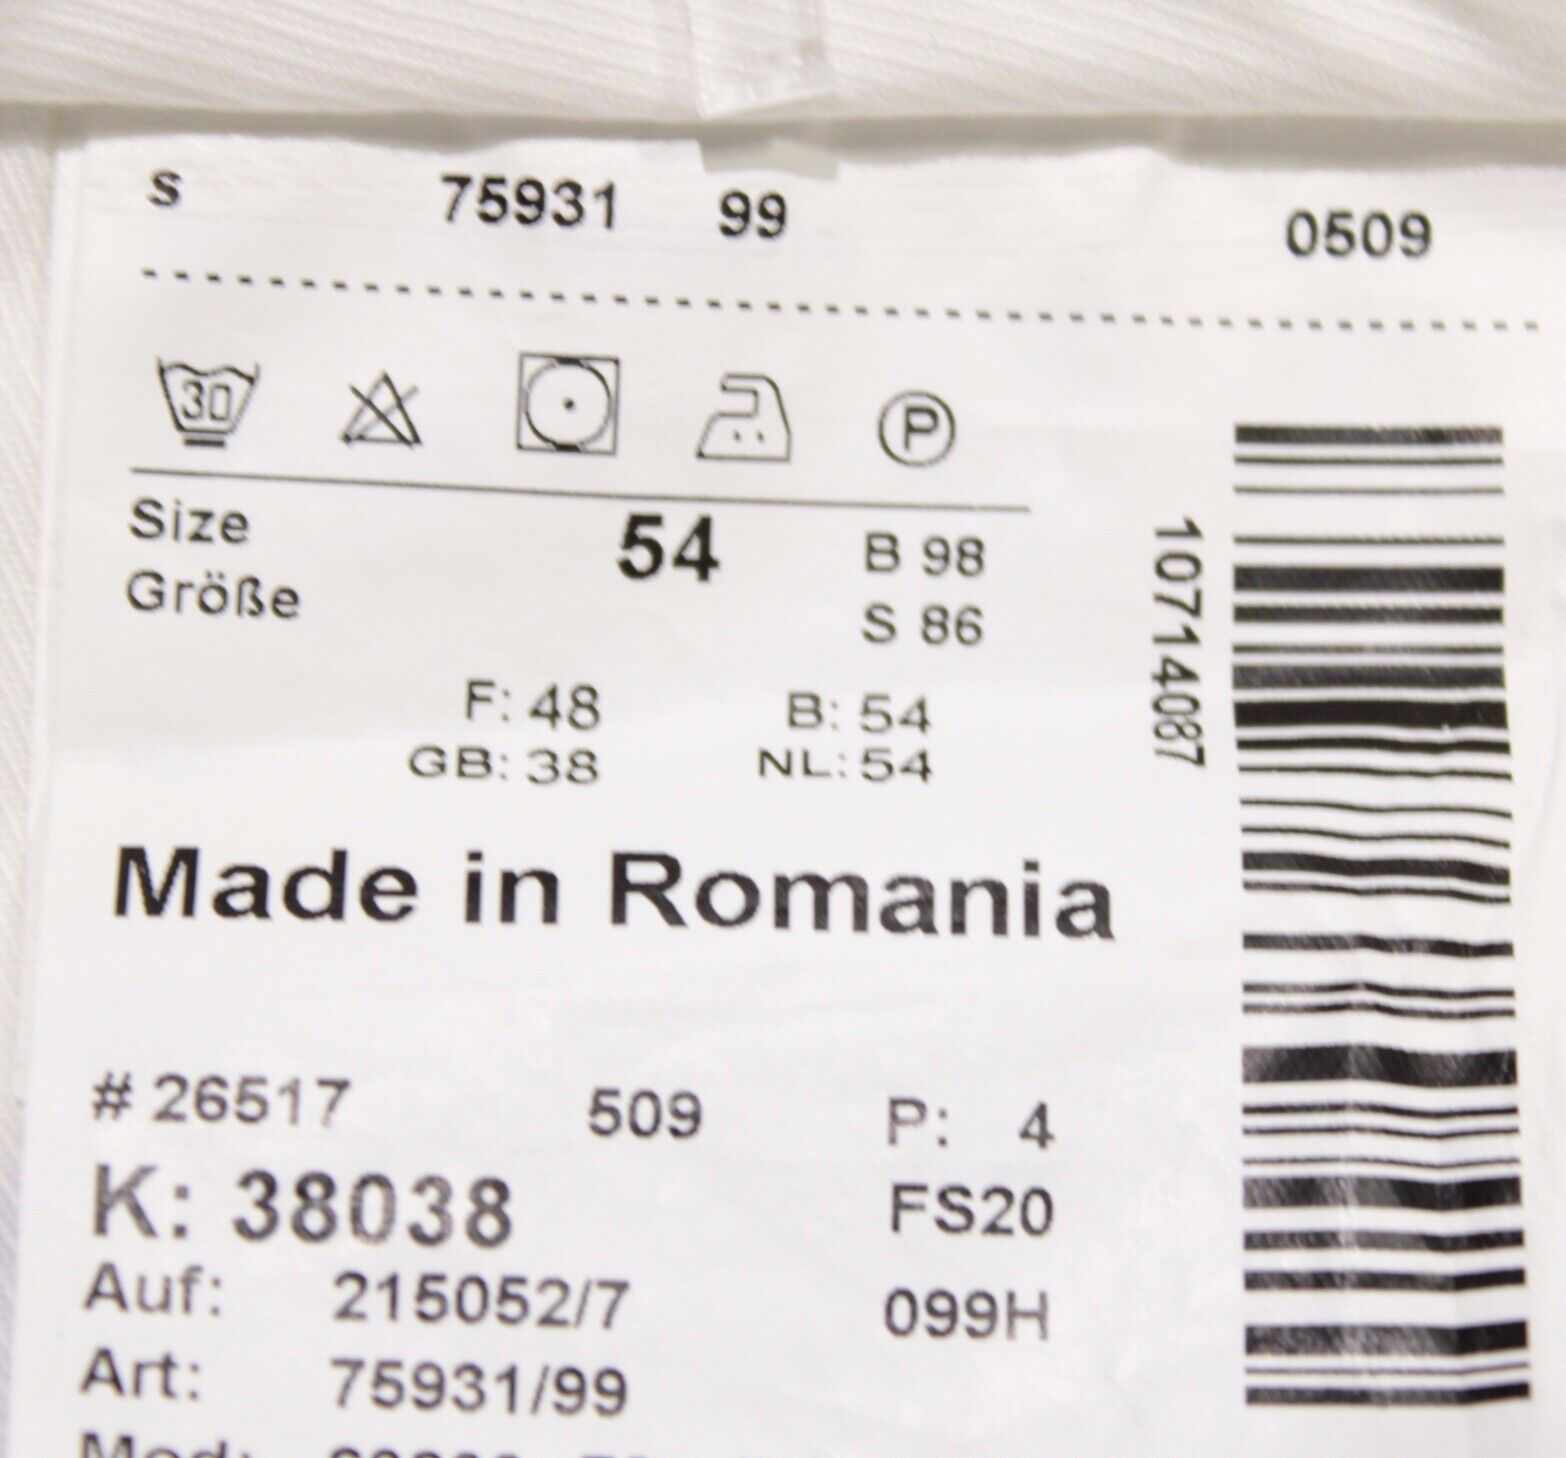 s 75931 99 0509
30 P
Size 54 B 98
Größe S 86
F: 48 B: 54
GB: 38 NL: 54
Made in Romania
10714087
# 26517 509 P: 4
K: 38038 FS20
Auf: 215052/7 099H
Art: 75931/99
Mod: